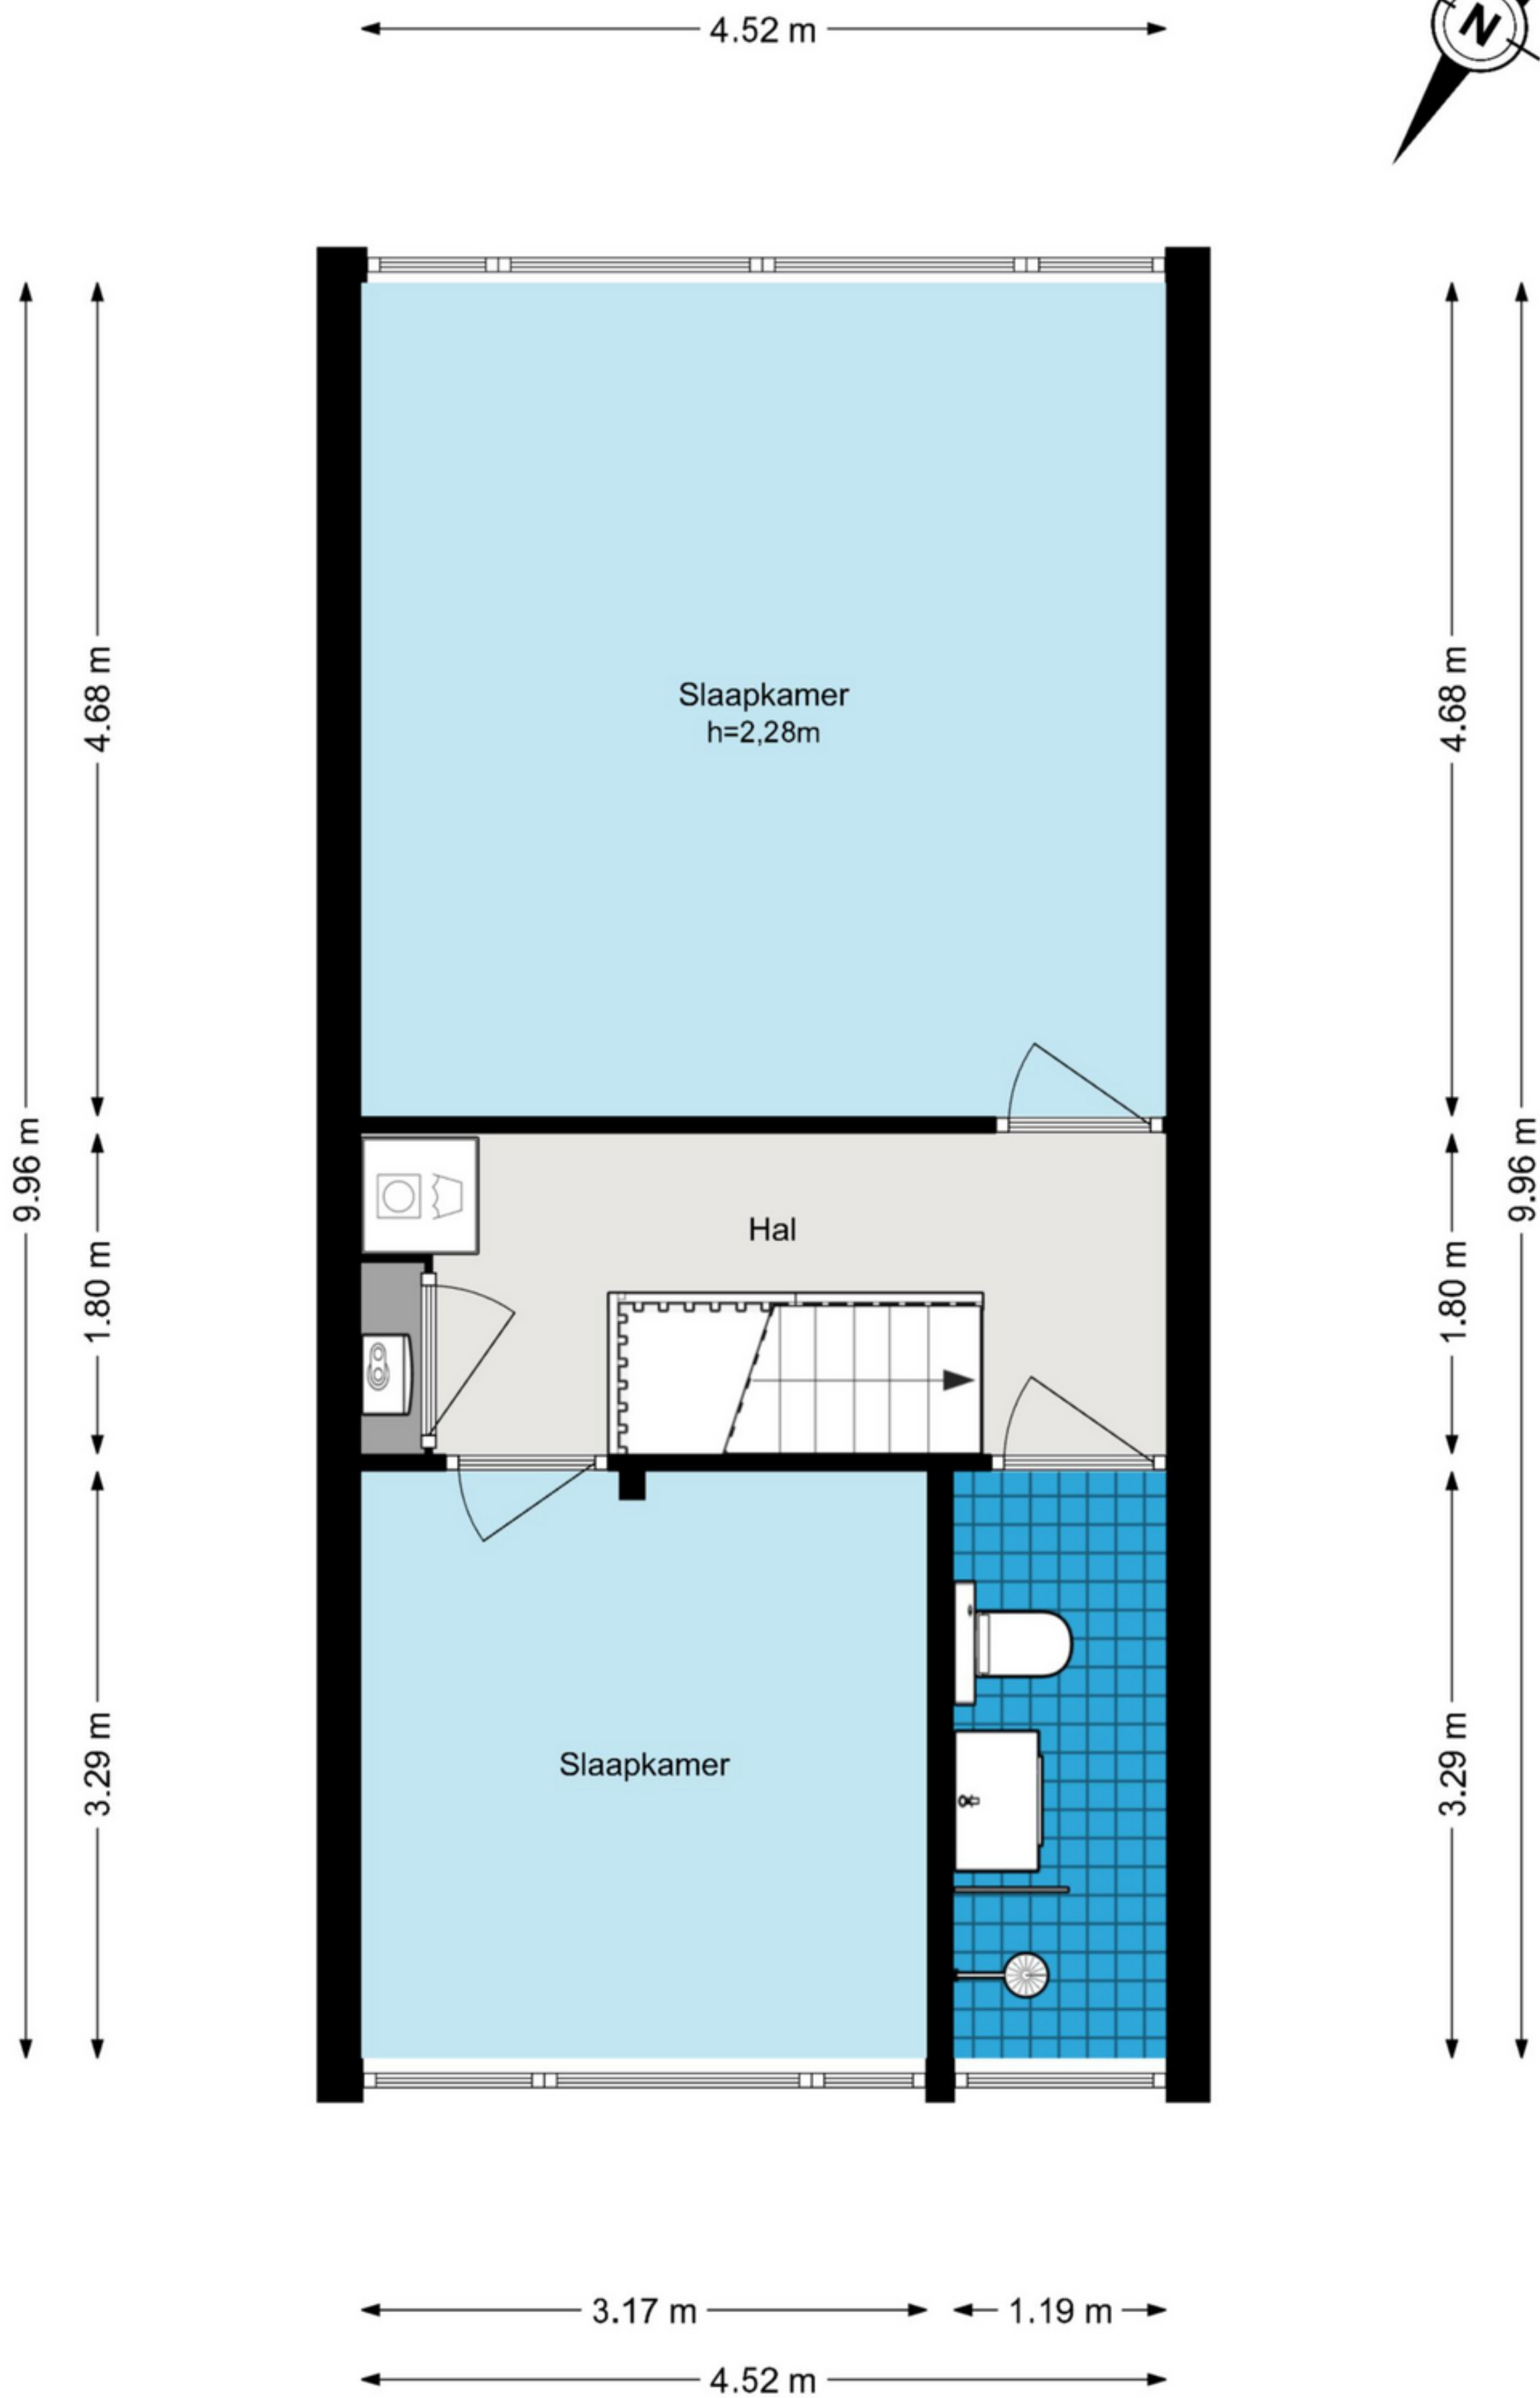 4.52 m
N
4.68 m
4.68 m
Slaapkamer
h=2,28m
9.96 m
9.96 m
Hal
1.80 m
1.80 m
3.29 m
Slaapkamer
3.29 m
3.17 m
1.19 m
4.52 m